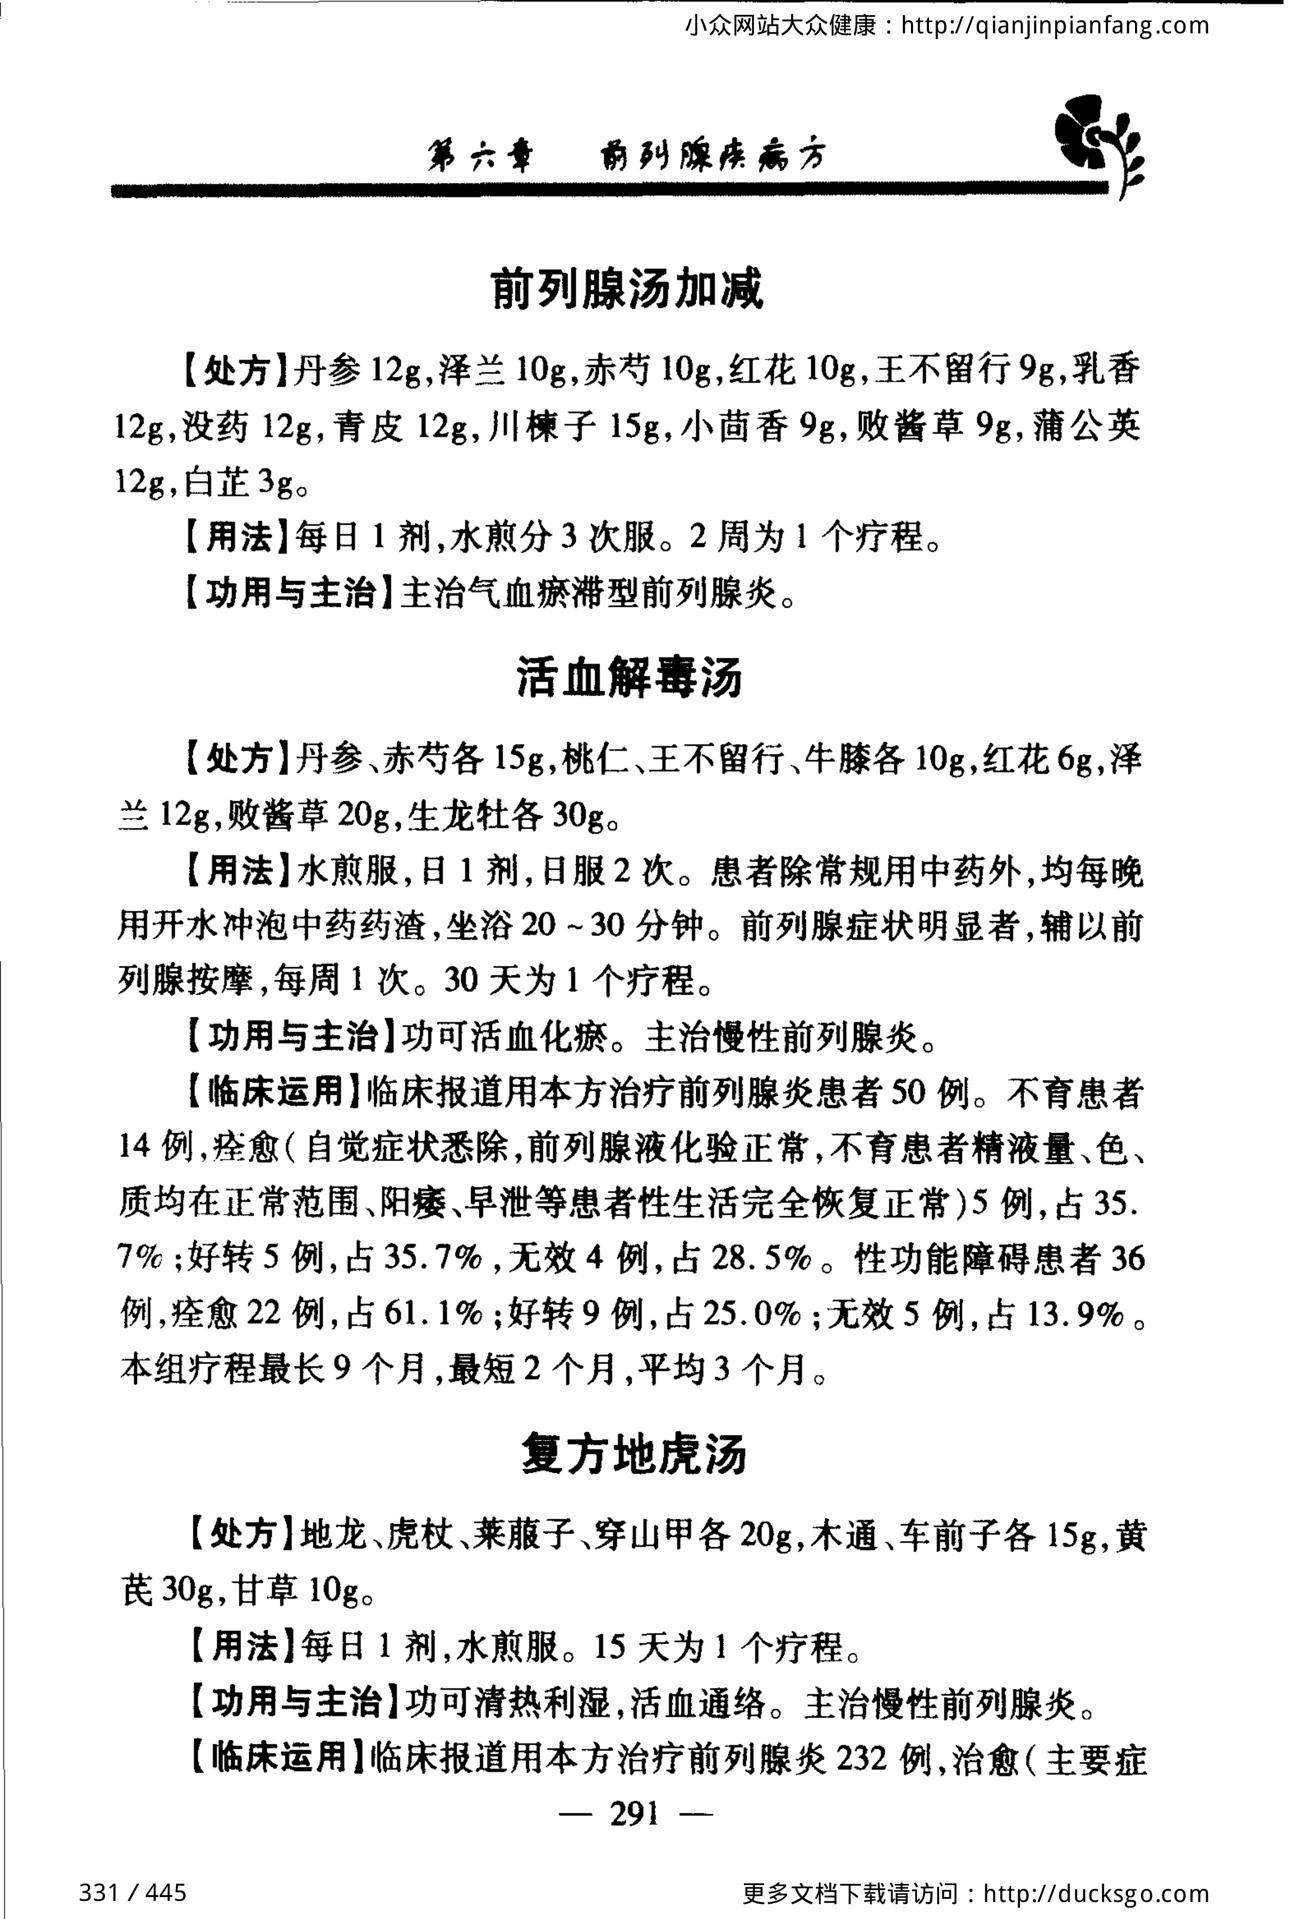 小众网站大众健康：http://qianjinpianfang.com
第六章 前列腺疾病方
前列腺汤加减
【处方】丹参 12g,泽兰 10g,赤芍 10g,红花 10g,王不留行 9g,乳香
12g,没药 12g,青皮 12g,川楝子 15g,小茴香 9g,败酱草 9g,蒲公英
12g,白芷 3g。
【用法】每日 1 剂,水煎分 3 次服。2 周为 1 个疗程。
【功用与主治】主治气血瘀滞型前列腺炎。
活血解毒汤
【处方】丹参、赤芍各 15g,桃仁、王不留行、牛膝各 10g,红花 6g,泽
兰 12g,败酱草 20g,生龙牡各 30g。
【用法】水煎服,日 1 剂,日服 2 次。患者除常规用中药外,均每晚
用开水冲泡中药药渣,坐浴 20 ~ 30 分钟。前列腺症状明显者,辅以前
列腺按摩,每周 1 次。30 天为 1 个疗程。
【功用与主治】功可活血化瘀。主治慢性前列腺炎。
【临床运用】临床报道用本方治疗前列腺炎患者 50 例。不育患者
14 例,痊愈(自觉症状悉除,前列腺液化验正常,不育患者精液量、色、
质均在正常范围、阳痿、早泄等患者性生活完全恢复正常)5 例,占 35.
7%;好转 5 例,占 35.7%,无效 4 例,占 28.5%。性功能障碍患者 36
例,痊愈 22 例,占 61.1%;好转 9 例,占 25.0%;无效 5 例,占 13.9%。
本组疗程最长 9 个月,最短 2 个月,平均 3 个月。
复方地虎汤
【处方】地龙、虎杖、莱菔子、穿山甲各 20g,木通、车前子各 15g,黄
芪 30g,甘草 10g。
【用法】每日 1 剂,水煎服。15 天为 1 个疗程。
【功用与主治】功可清热利湿,活血通络。主治慢性前列腺炎。
【临床运用】临床报道用本方治疗前列腺炎 232 例,治愈(主要症
— 291 —
331 / 445
更多文档下载请访问：http://ducksgo.com